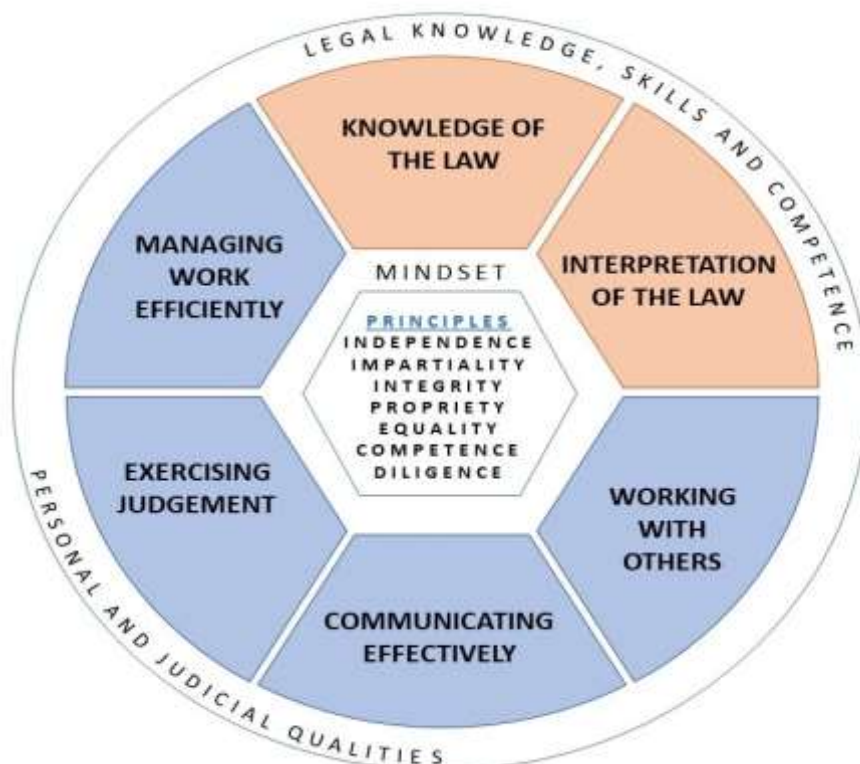 LEGAL KNOWLEDGE, SKILLS AND COMPETENCE
KNOWLEDGE OF
THE LAW
INTERPRETATION
OF THE LAW
MANAGING
WORK
EFFICIENTLY
MINDSET
PRINCIPLES
INDEPENDENCE
IMPARTIALITY
INTEGRITY
PROPRIETY
EQUALITY
COMPETENCE
DILIGENCE
EXERCISING
JUDGEMENT
WORKING
WITH
OTHERS
COMMUNICATING
EFFECTIVELY
PERSONAL AND JUDICIAL QUALITIES